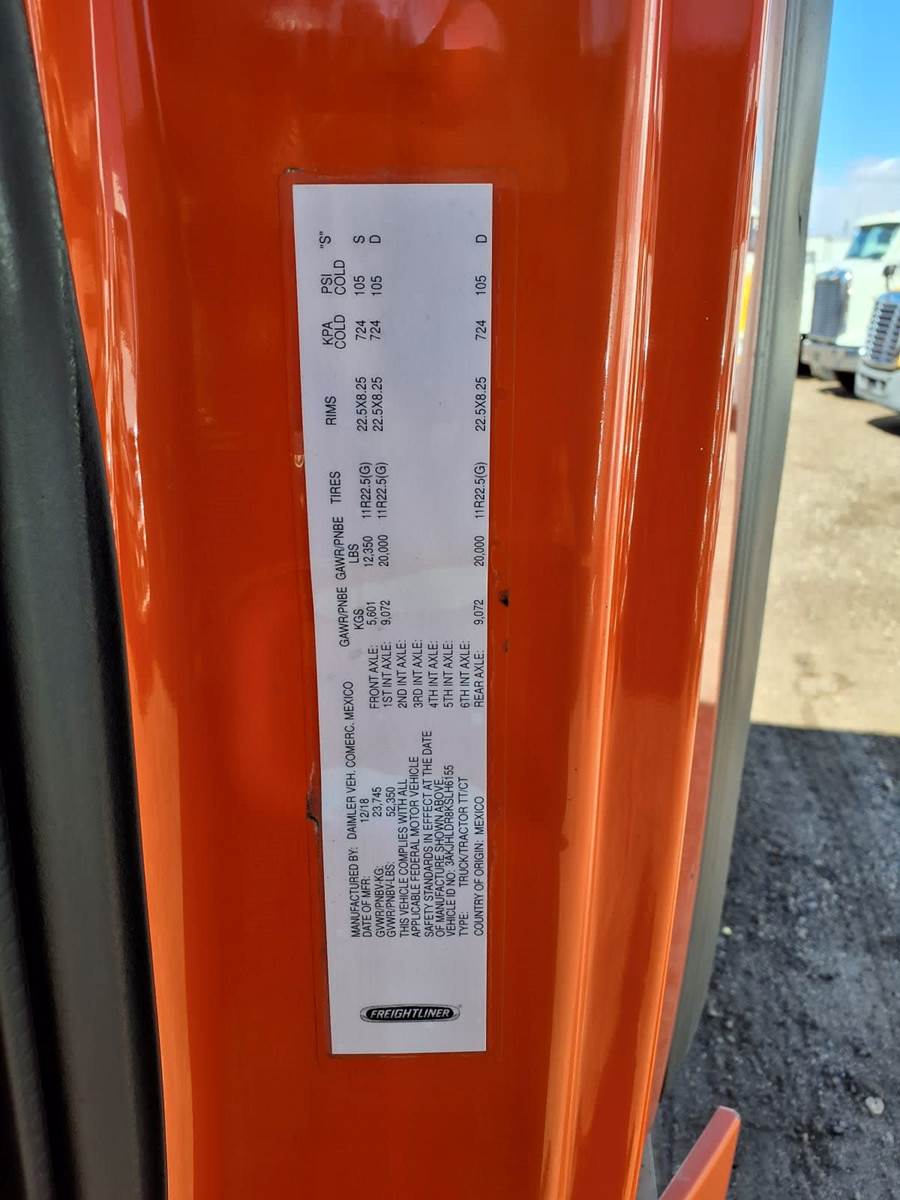 FREIGHTLINER
MANUFACTURED BY: DAIMLER VEH. COMERC. MEXICO
DATE OF MFR: 12/18
GVWR/PNBV-KG: 23,745
GVWR/PNBV-LBS: 52,350
THIS VEHICLE COMPLIES WITH ALL
APPLICABLE FEDERAL MOTOR VEHICLE
SAFETY STANDARDS IN EFFECT AT THE DATE
OF MANUFACTURE SHOWN ABOVE.
VEHICLE ID NO: 3AKJHLDR8KSLH6155
TYPE: TRUCK/TRACTOR TT/CT
COUNTRY OF ORIGIN: MEXICO
GAWR/PNBE GAWR/PNBE TIRES RIMS KPA PSI "S"
KGS LBS COLD COLD
FRONT AXLE: 5,601 12,350 11R22.5(G) 22.5X8.25 724 105 S
1ST INT AXLE: 9,072 20,000 11R22.5(G) 22.5X8.25 724 105 D
2ND INT AXLE:
3RD INT AXLE:
4TH INT AXLE:
5TH INT AXLE:
6TH INT AXLE:
REAR AXLE: 9,072 20,000 11R22.5(G) 22.5X8.25 724 105 D